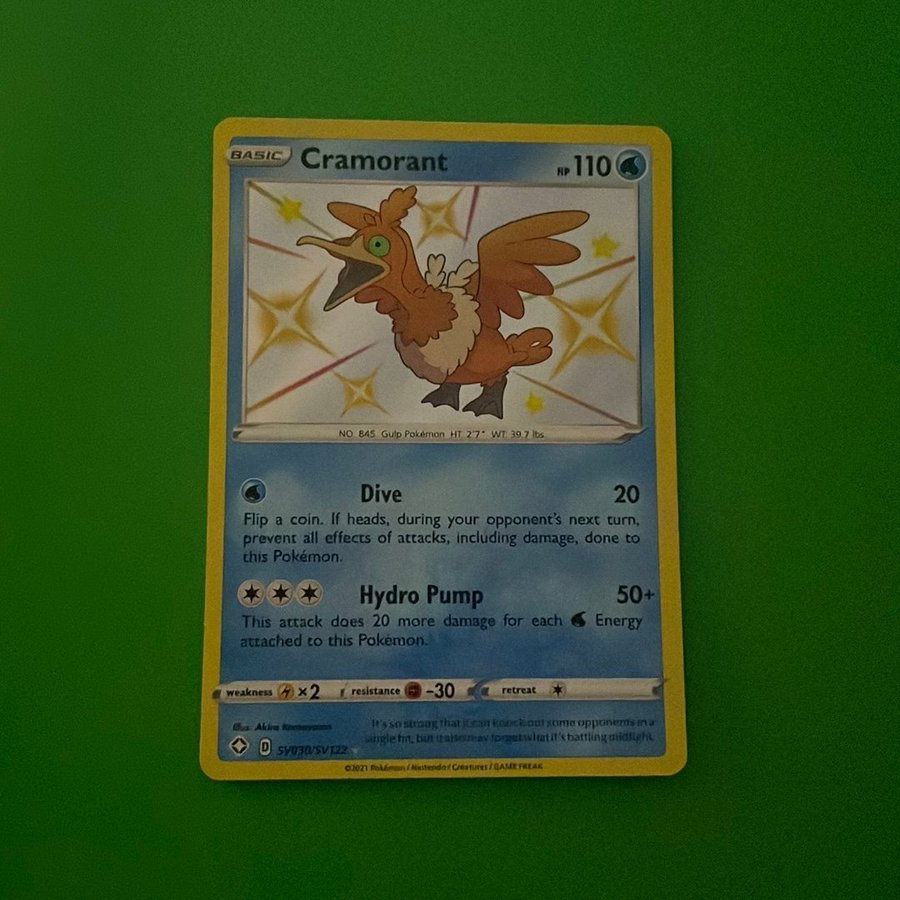 BASIC Cramorant HP 110
NO. 845 Gulp Pokémon HT 2'7" WT 39.7 lbs.
Dive 20
Flip a coin. If heads, during your opponent's next turn,
prevent all effects of attacks, including damage, done to
this Pokémon.
Hydro Pump 50+
This attack does 20 more damage for each Energy
attached to this Pokémon.
weakness ×2 resistance -30 retreat
Illus. Akira Komayama
It's so strong that it can knock out some opponents in a
single hit, but it also may forget what it's battling midfight.
D SV030/SV122
©2021 Pokémon / Nintendo / Creatures / GAME FREAK